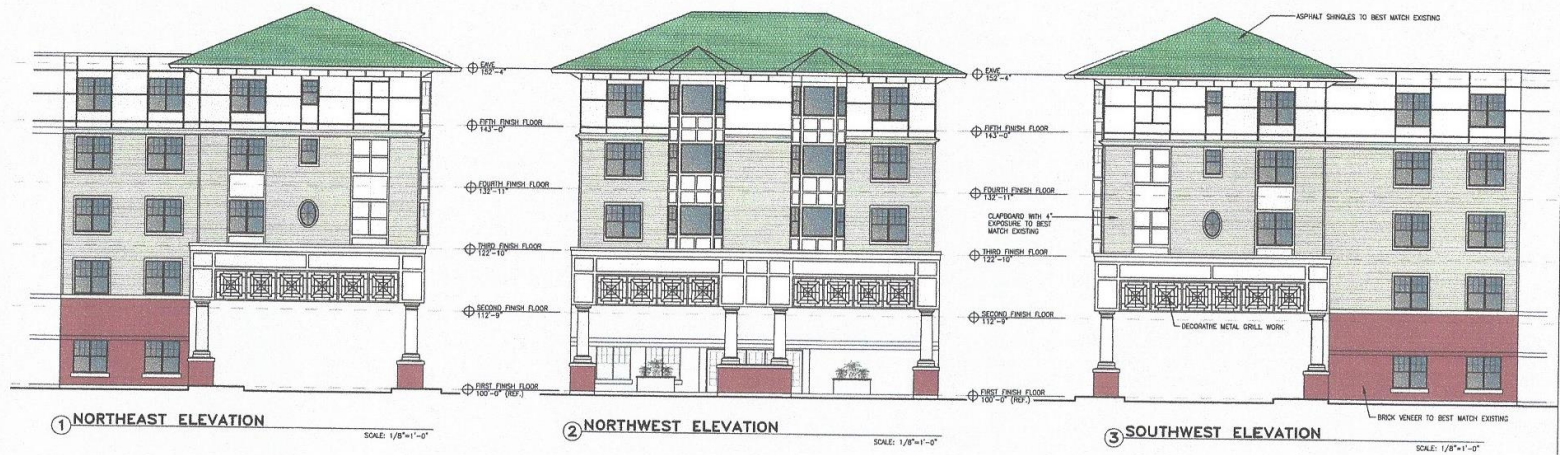 EAVE
152'-4"
FIFTH FINISH FLOOR
143'-0"
FOURTH FINISH FLOOR
132'-11"
THIRD FINISH FLOOR
122'-10"
SECOND FINISH FLOOR
112'-9"
FIRST FINISH FLOOR
100'-0" (REF.)
1 NORTHEAST ELEVATION
SCALE: 1/8"=1'-0"
EAVE
152'-4"
FIFTH FINISH FLOOR
143'-0"
FOURTH FINISH FLOOR
132'-11"
THIRD FINISH FLOOR
122'-10"
SECOND FINISH FLOOR
112'-9"
FIRST FINISH FLOOR
100'-0" (REF.)
2 NORTHWEST ELEVATION
SCALE: 1/8"=1'-0"
ASPHALT SHINGLES TO BEST MATCH EXISTING
CLAPBOARD WITH 4"
EXPOSURE TO BEST
MATCH EXISTING
DECORATIVE METAL GRILL WORK
BRICK VENEER TO BEST MATCH EXISTING
3 SOUTHWEST ELEVATION
SCALE: 1/8"=1'-0"